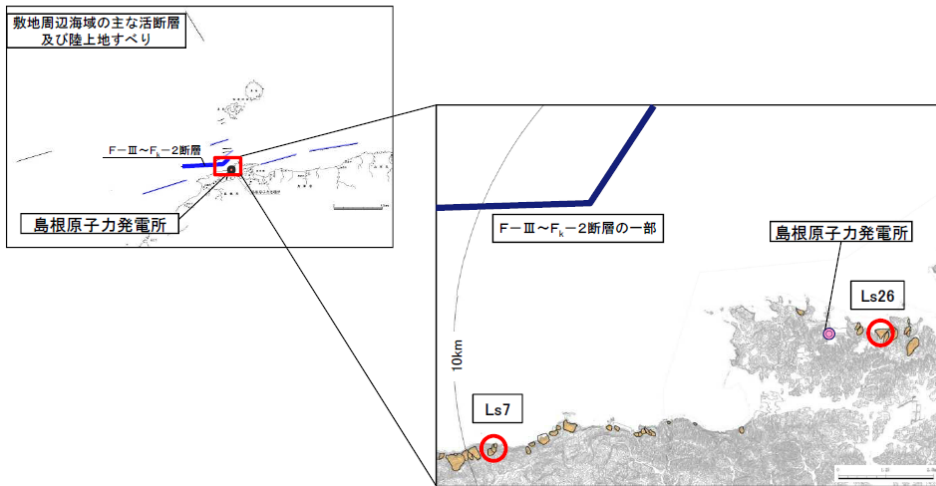 敷地周辺海域の主な活断層
及び陸上地すべり
F-Ⅲ~Fk-2断層
島根原子力発電所
F-Ⅲ~Fk-2断層の一部
島根原子力発電所
Ls26
10km
Ls7